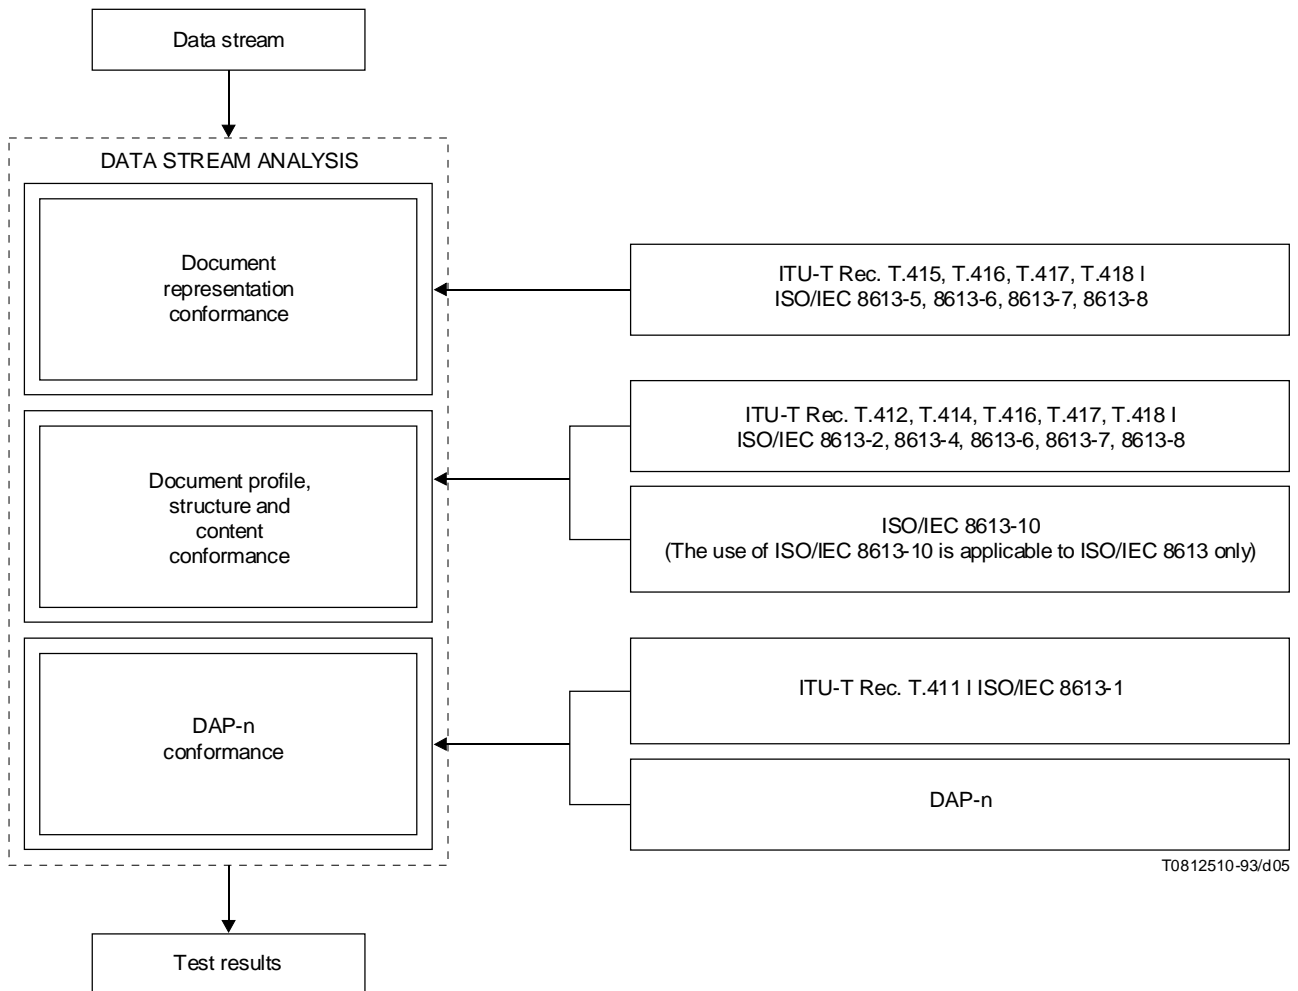 Data stream
DATA STREAM ANALYSIS
Document
representation
conformance
ITU-T Rec. T.415, T.416, T.417, T.418 I
ISO/IEC 8613-5, 8613-6, 8613-7, 8613-8
Document profile,
structure and
content
conformance
ITU-T Rec. T.412, T.414, T.416, T.417, T.418 I
ISO/IEC 8613-2, 8613-4, 8613-6, 8613-7, 8613-8
ISO/IEC 8613-10
(The use of ISO/IEC 8613-10 is applicable to ISO/IEC 8613 only)
DAP-n
conformance
ITU-T Rec. T.411 I ISO/IEC 8613-1
DAP-n
T0812510-93/d05
Test results